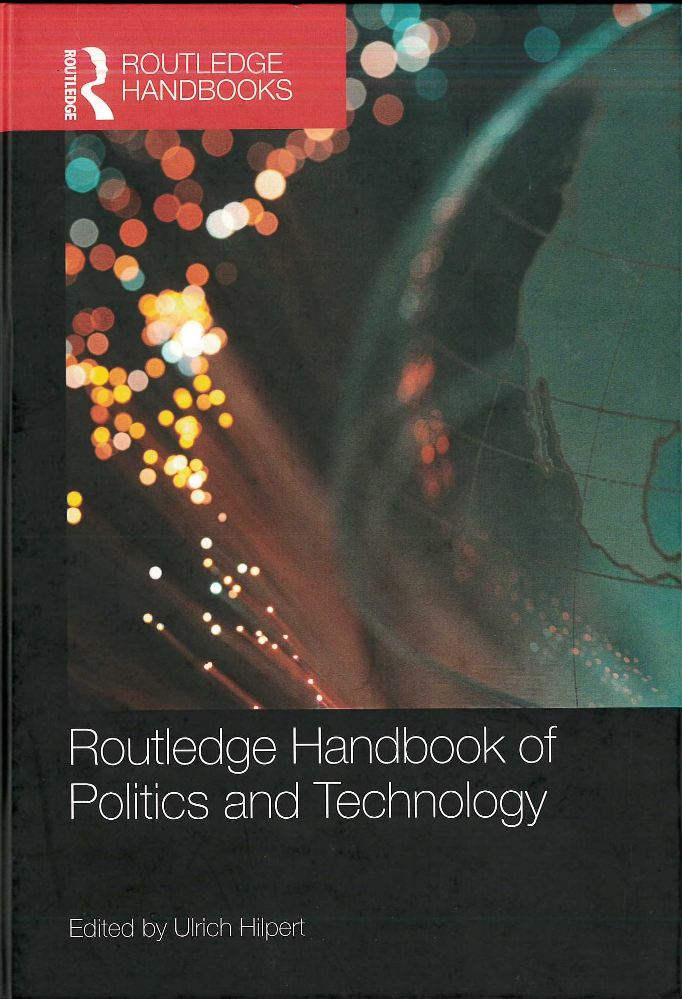 ROUTLEDGE
ROUTLEDGE
HANDBOOKS
Routledge Handbook of
Politics and Technology
Edited by Ulrich Hilpert